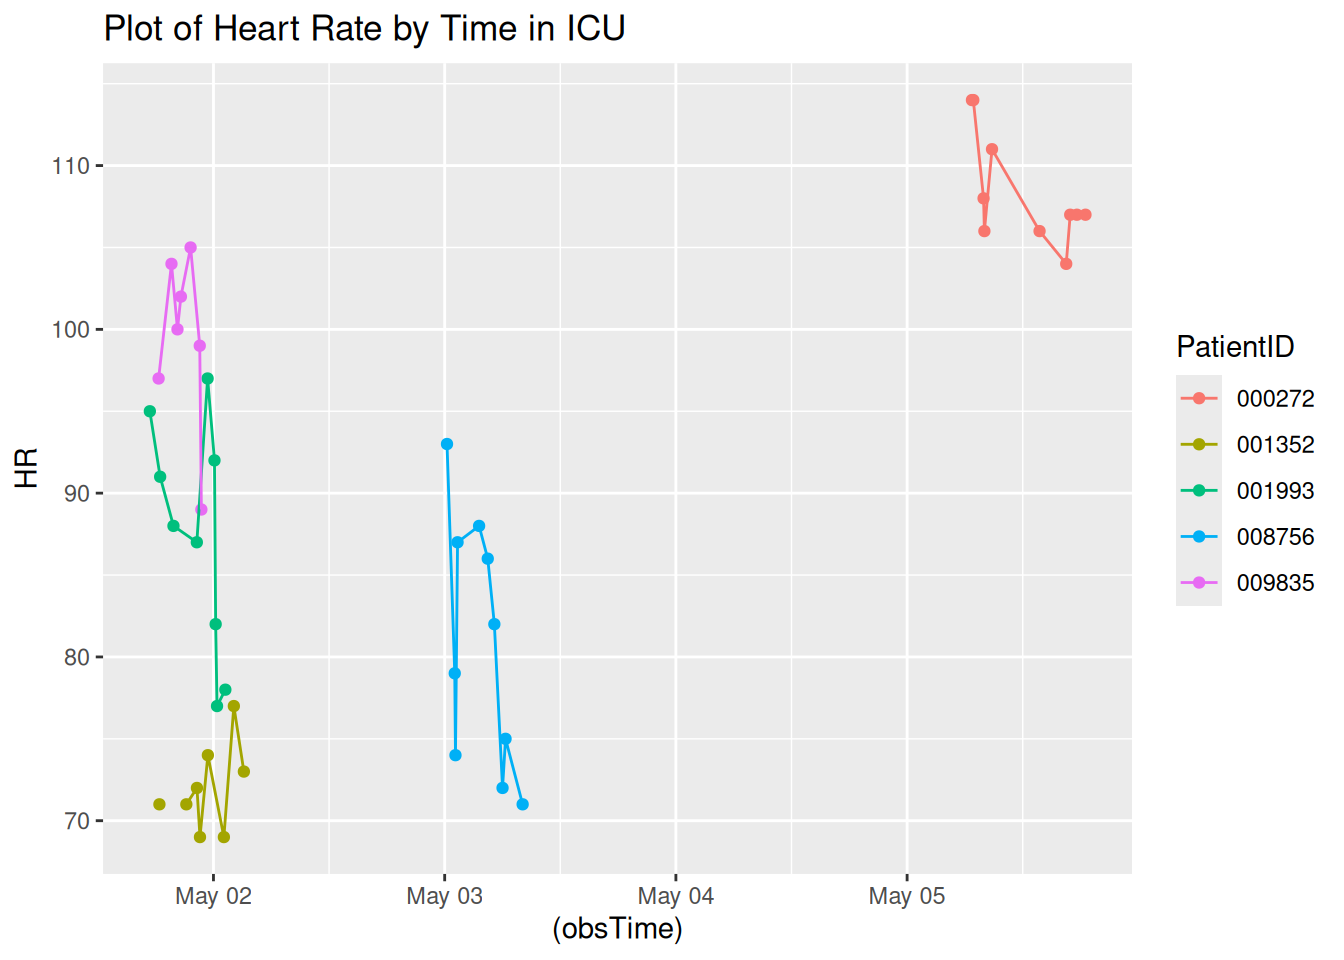 Plot of Heart Rate by Time in ICU
110
100
90
80
70
HR
May 02
May 03
May 04
May 05
(obsTime)
PatientID
000272
001352
001993
008756
009835